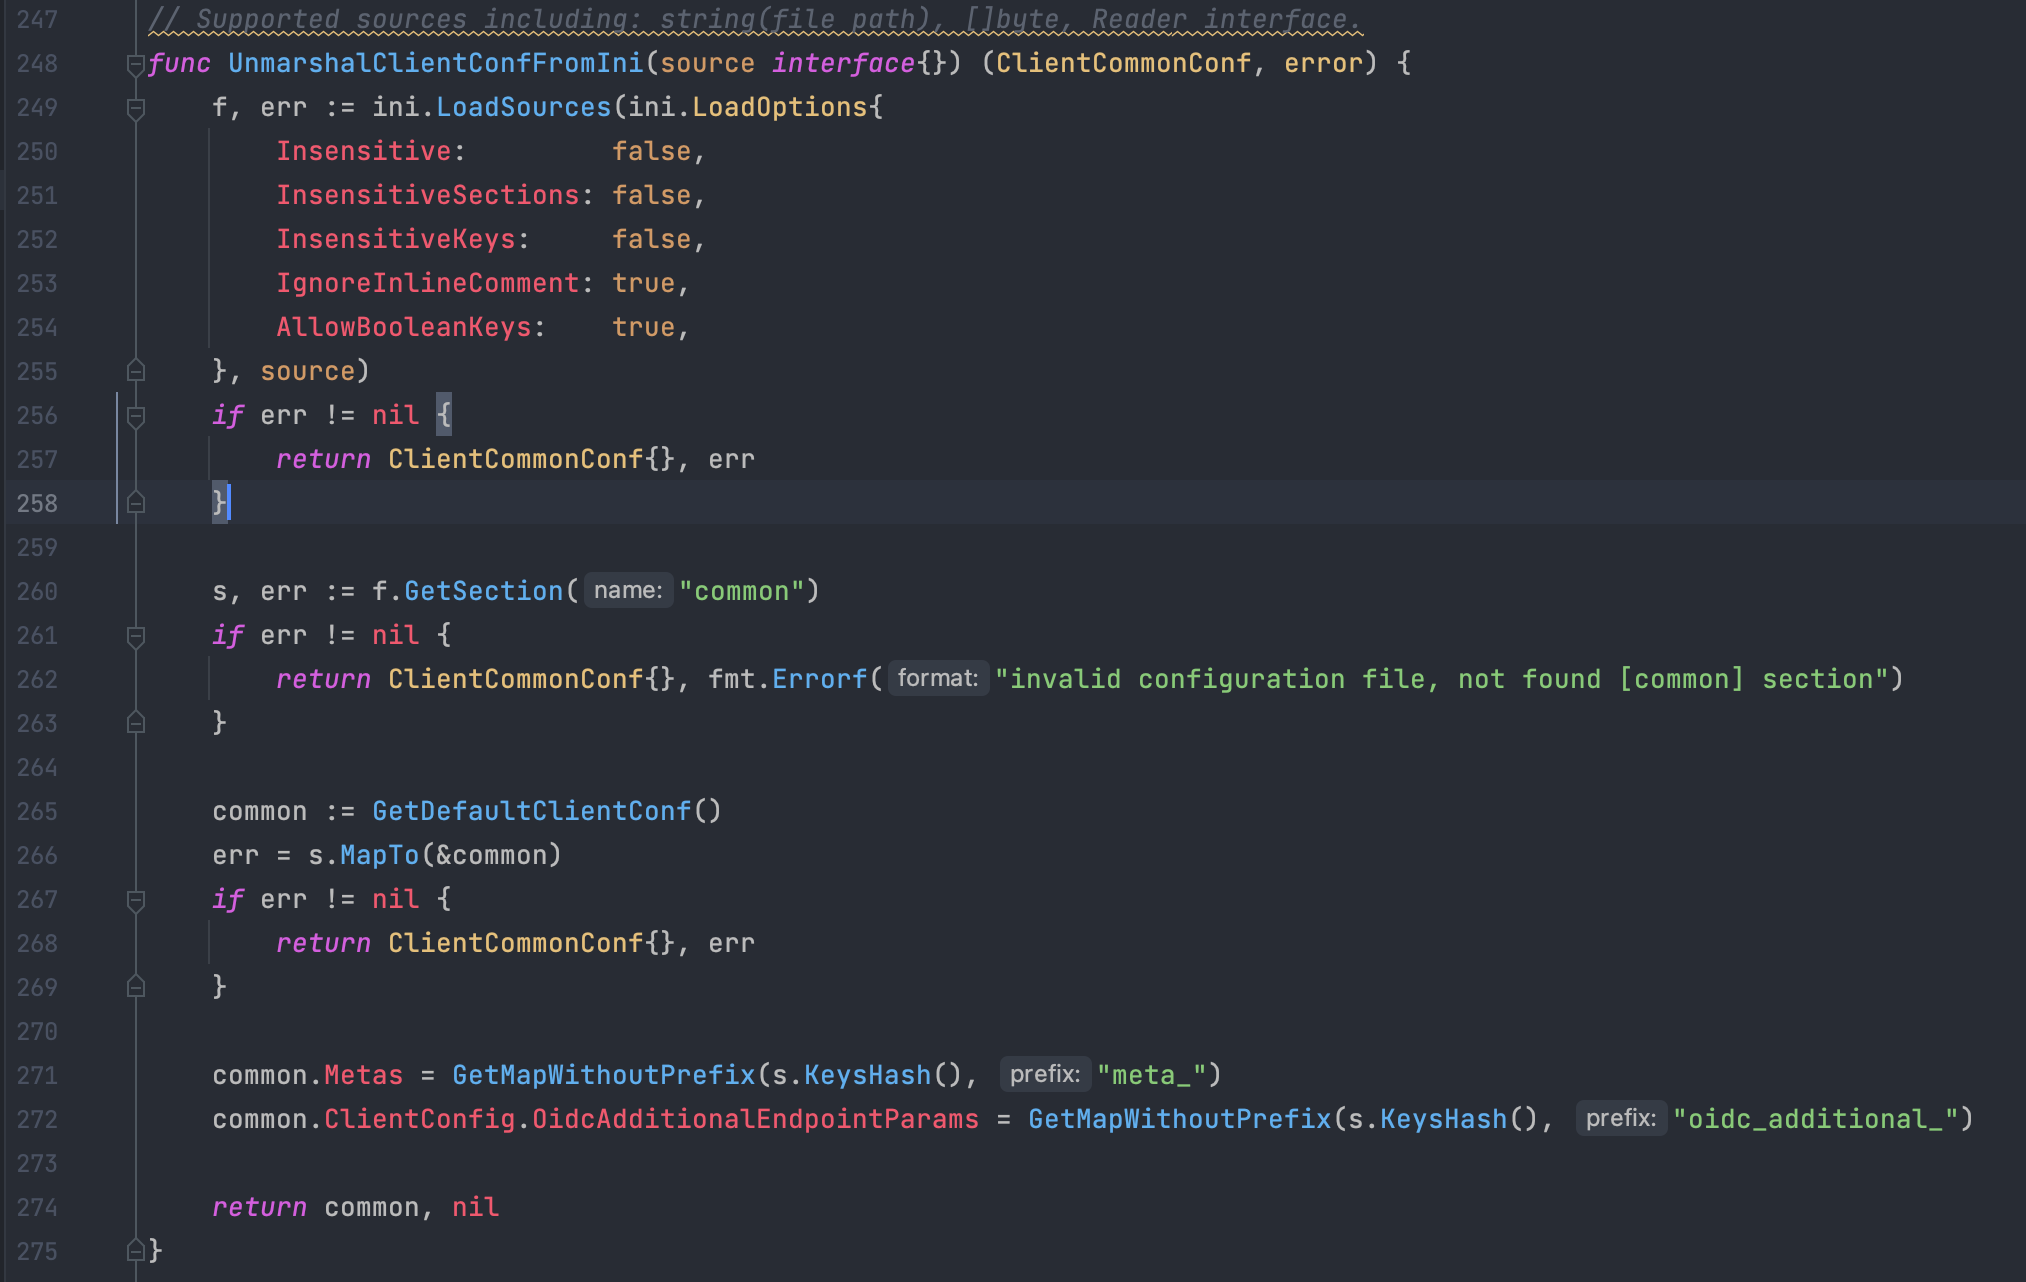 247 // Supported sources including: string(file path), []byte, Reader interface.
248 func UnmarshalClientConfFromIni(source interface{}) (ClientCommonConf, error) {
249     f, err := ini.LoadSources(ini.LoadOptions{
250         Insensitive:         false,
251         InsensitiveSections: false,
252         InsensitiveKeys:     false,
253         IgnoreInlineComment: true,
254         AllowBooleanKeys:    true,
255     }, source)
256     if err != nil {
257         return ClientCommonConf{}, err
258     }
259
260     s, err := f.GetSection( name: "common")
261     if err != nil {
262         return ClientCommonConf{}, fmt.Errorf( format: "invalid configuration file, not found [common] section")
263     }
264
265     common := GetDefaultClientConf()
266     err = s.MapTo(&common)
267     if err != nil {
268         return ClientCommonConf{}, err
269     }
270
271     common.Metas = GetMapWithoutPrefix(s.KeysHash(), prefix: "meta_")
272     common.ClientConfig.OidcAdditionalEndpointParams = GetMapWithoutPrefix(s.KeysHash(), prefix: "oidc_additional_")
273
274     return common, nil
275 }